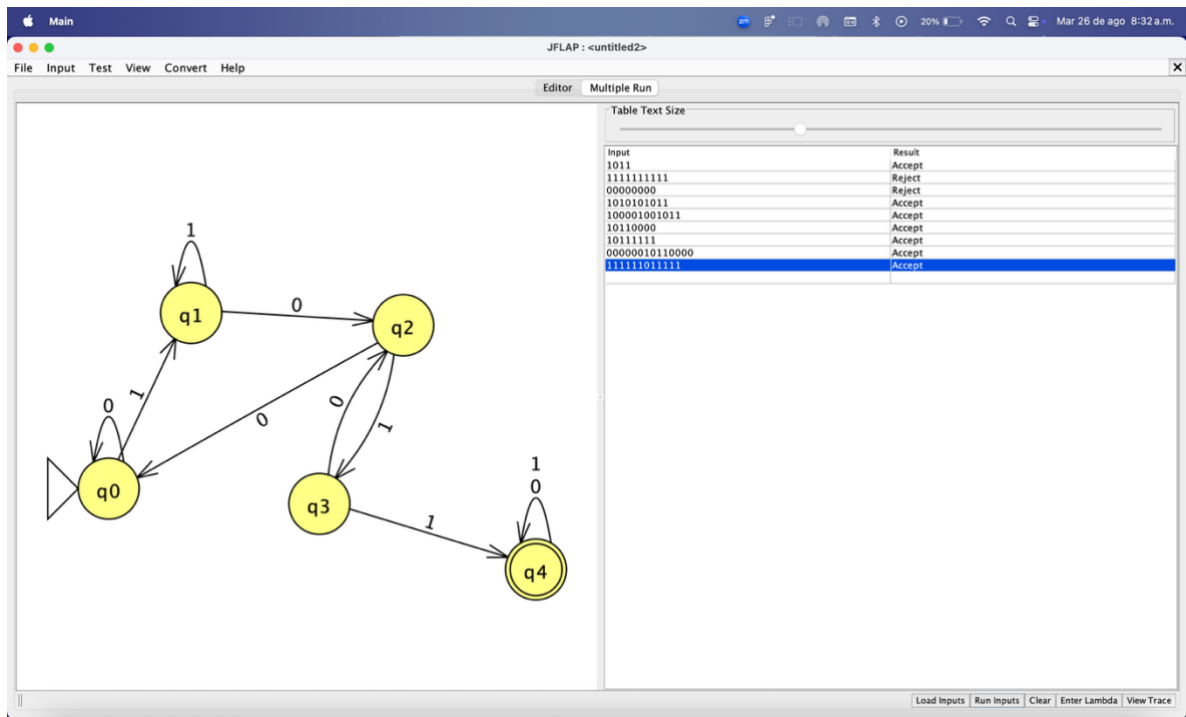 Main
20%
Mar 26 de ago 8:32 a.m.
JFLAP : <untitled2>
File Input Test View Convert Help
Editor Multiple Run
Table Text Size
Input Result
1011 Accept
1111111111 Reject
00000000 Reject
1010101011 Accept
100001001011 Accept
10110000 Accept
10111111 Accept
00000010110000 Accept
111111011111 Accept
1
q1
0
q2
1
0
0
0
1
q0
q3
1
1
0
q4
Load Inputs Run Inputs Clear Enter Lambda View Trace